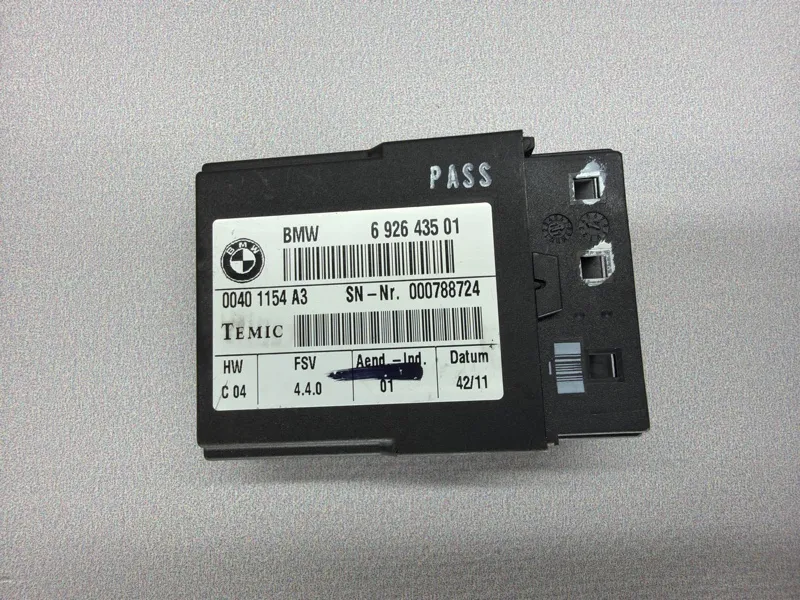 PASS
BMW 6 926 435 01
BMW
0040 1154 A3 SN-Nr. 000788724
TEMIC
HW FSV Aend.-Ind. Datum
C 04 4.4.0 01 42/11